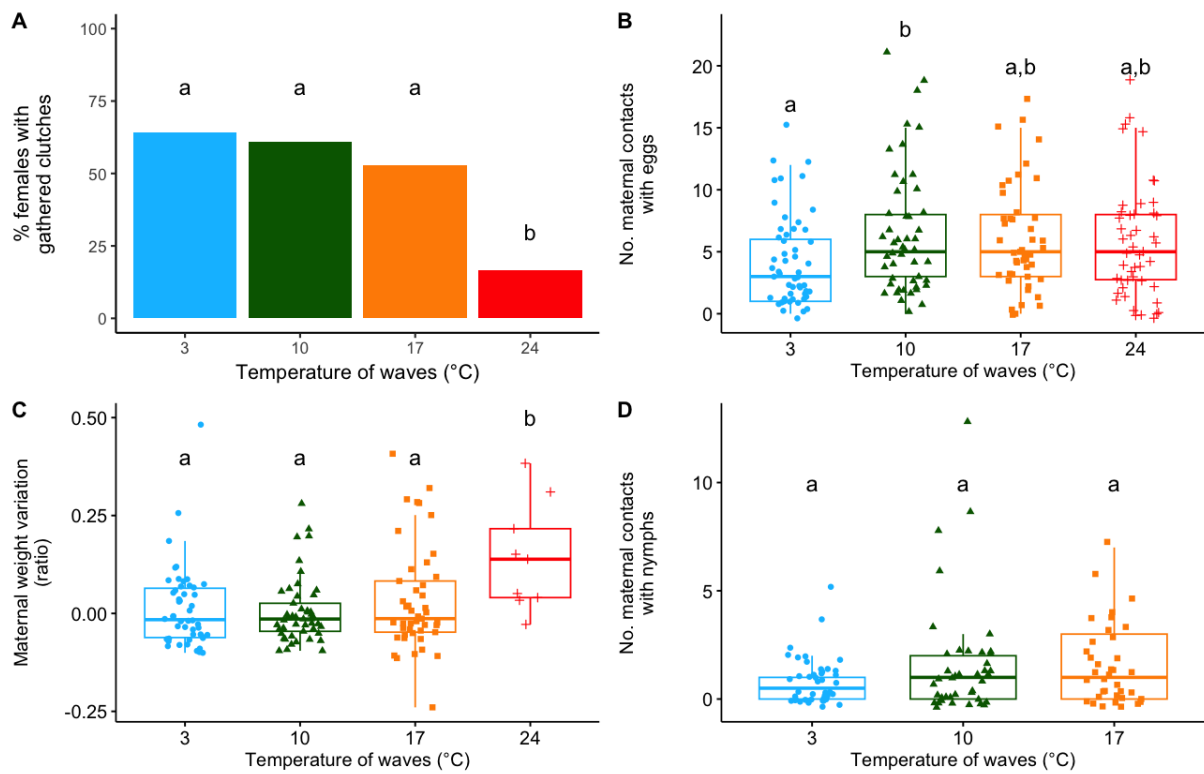 A
% females with
gathered clutches
100
75
50
25
0
a
a
a
b
3
10
17
24
Temperature of waves (°C)
B
No. maternal contacts
with eggs
20
15
10
5
0
a
b
a,b
a,b
3
10
17
24
Temperature of waves (°C)
C
Maternal weight variation
(ratio)
0.50
0.25
0.00
-0.25
a
a
a
b
3
10
17
24
Temperature of waves (°C)
D
No. maternal contacts
with nymphs
10
5
0
a
a
a
3
10
17
Temperature of waves (°C)